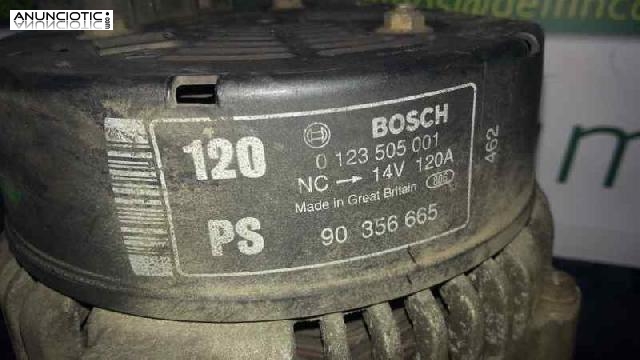 ANUNCIOTIC.com
120
BOSCH
0 123 505 001
NC → 14V 120A
Made in Great Britain
PS
90 356 665
462